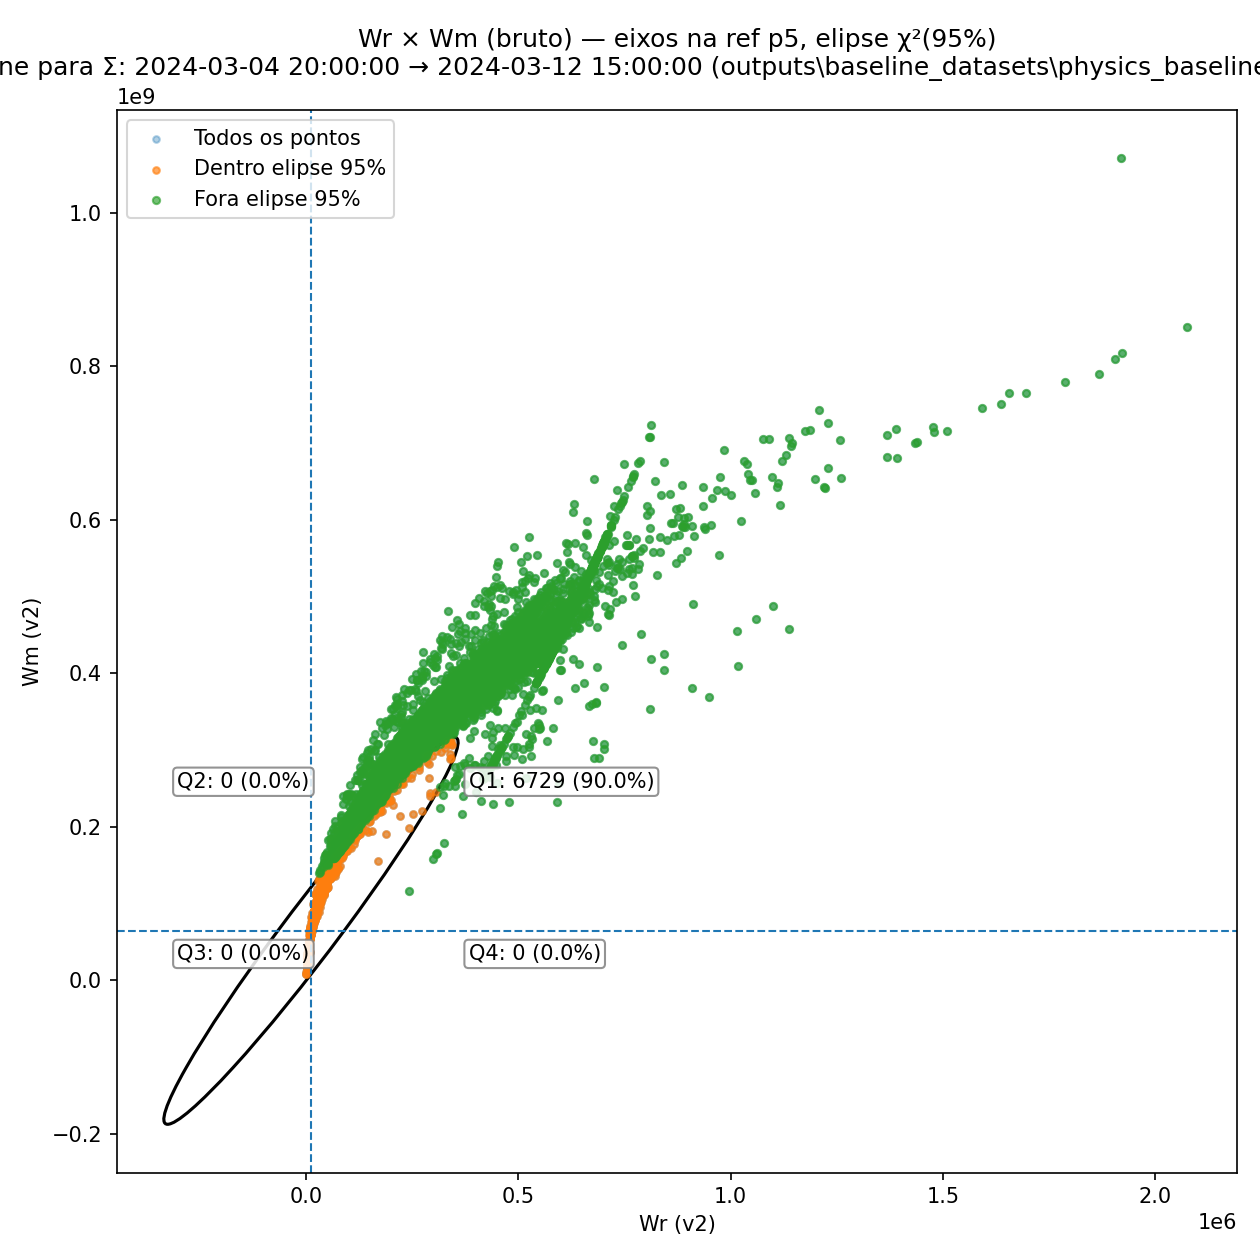 Wr × Wm (bruto) — eixos na ref p5, elipse χ²(95%)
ne para Σ: 2024-03-04 20:00:00 → 2024-03-12 15:00:00 (outputs\baseline_datasets\physics_baseline
1e9
Todos os pontos
Dentro elipse 95%
Fora elipse 95%
1.0
0.8
0.6
0.4
0.2
0.0
−0.2
Wm (v2)
Q2: 0 (0.0%)
Q1: 6729 (90.0%)
Q3: 0 (0.0%)
Q4: 0 (0.0%)
0.0 0.5 1.0 1.5 2.0
1e6
Wr (v2)